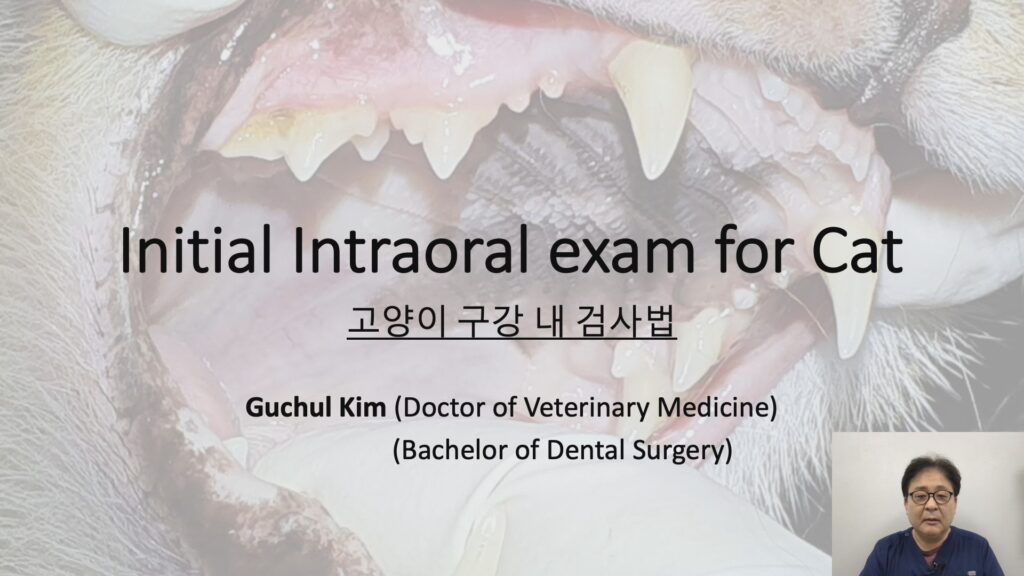 Initial Intraoral exam for Cat
고양이 구강 내 검사법
Guchul Kim (Doctor of Veterinary Medicine)
(Bachelor of Dental Surgery)